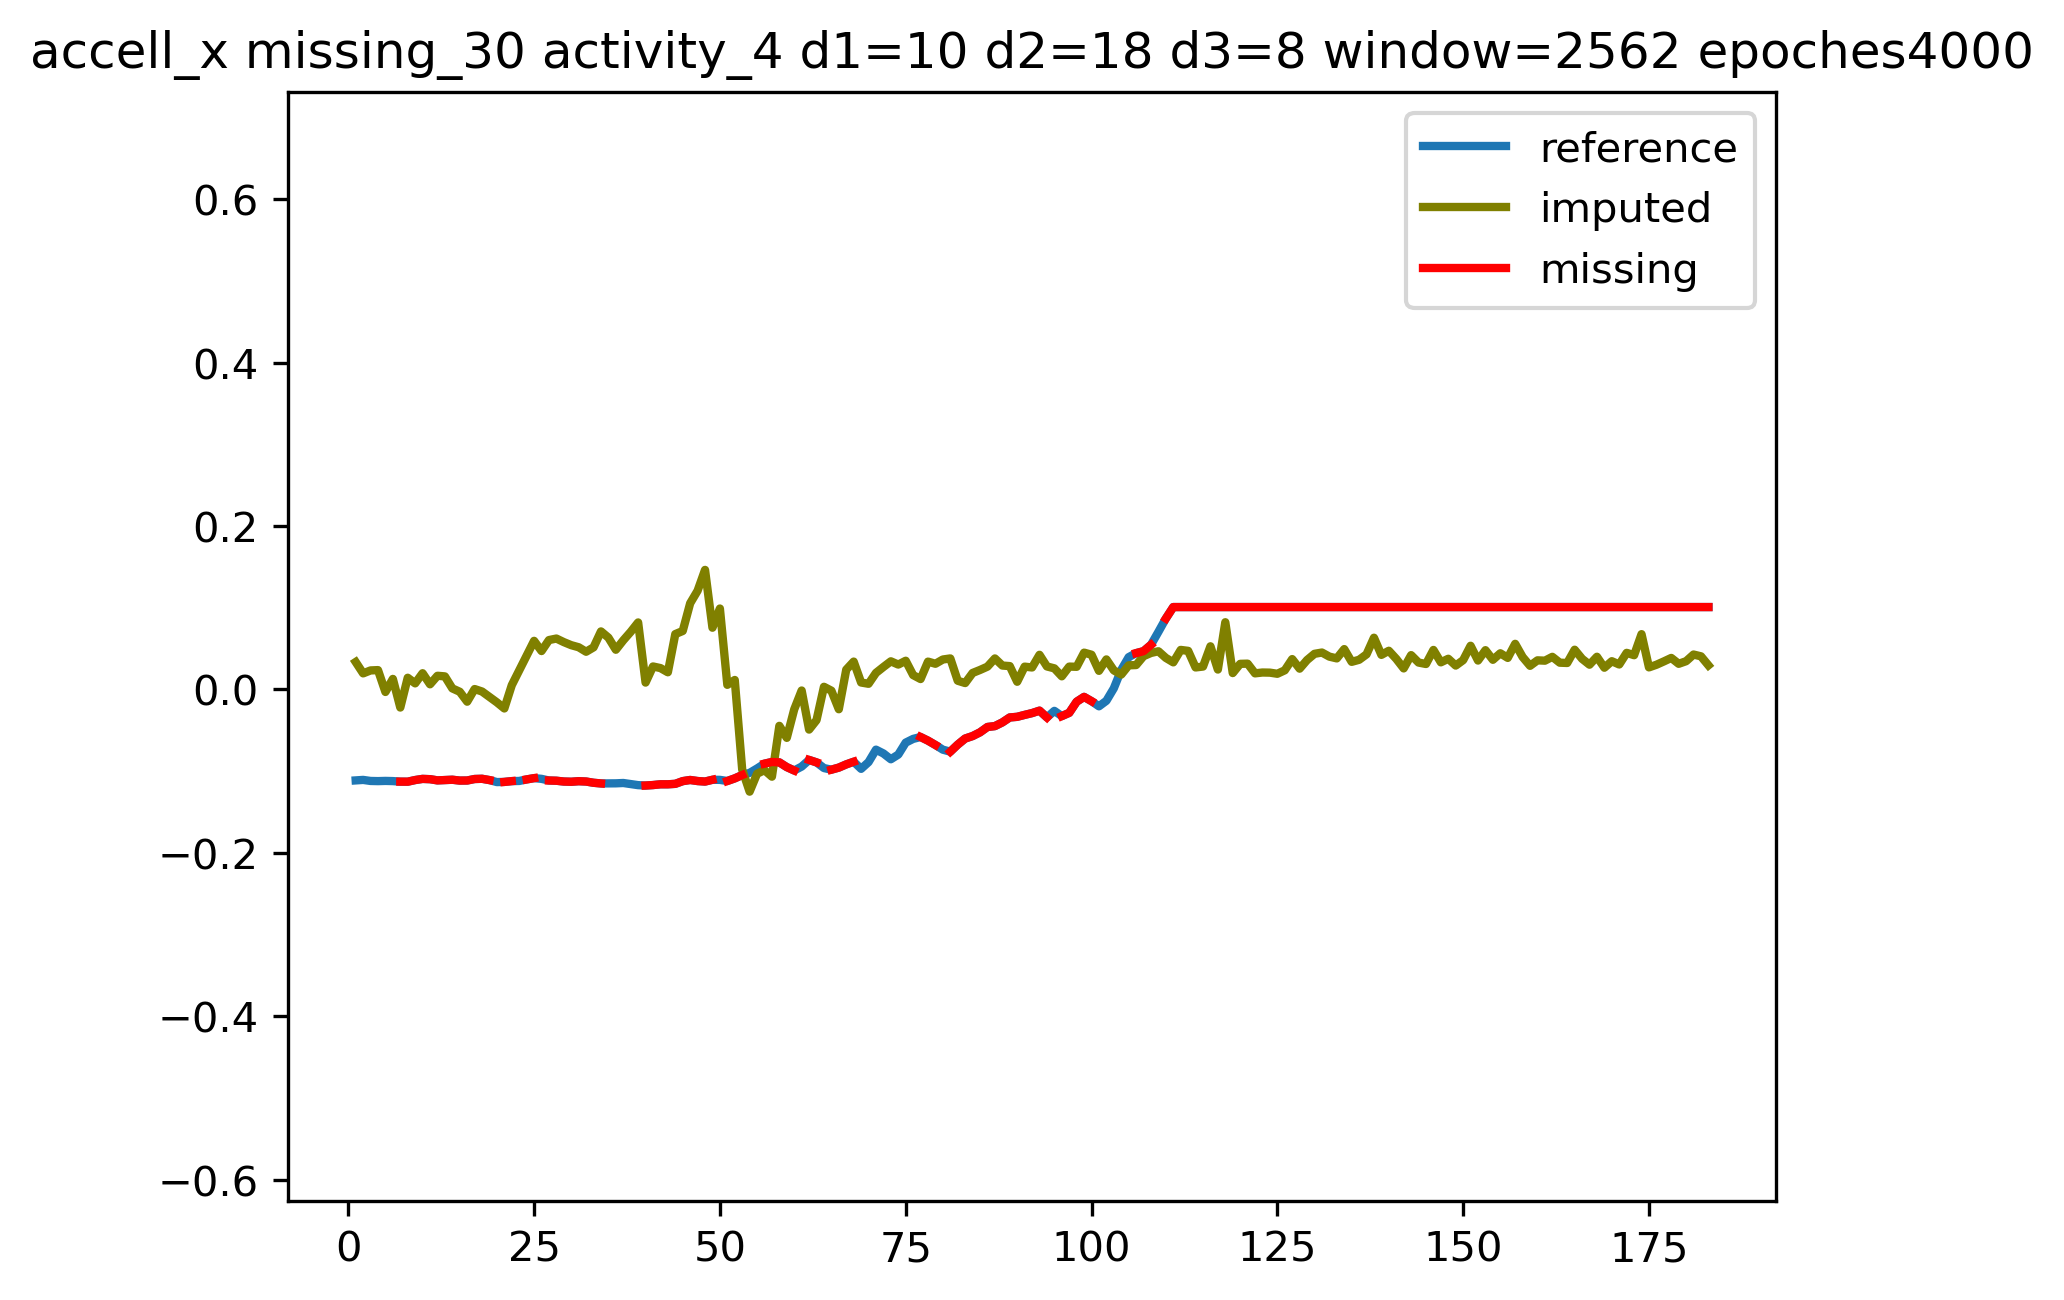 accell_x missing_30 activity_4 d1=10 d2=18 d3=8 window=2562 epoches4000
reference
imputed
missing
0.6
0.4
0.2
0.0
−0.2
−0.4
−0.6
0 25 50 75 100 125 150 175